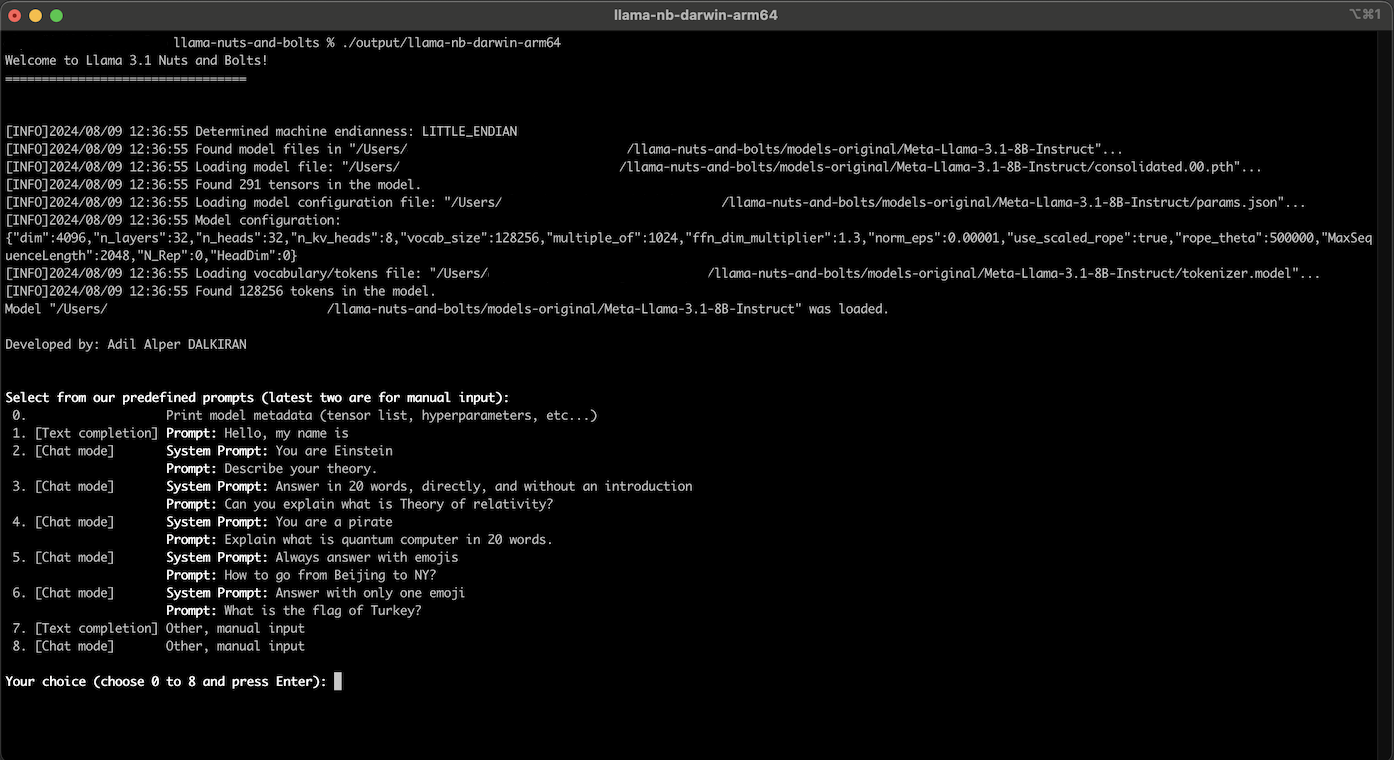 llama-nb-darwin-arm64
⌥⌘1
llama-nuts-and-bolts % ./output/llama-nb-darwin-arm64
Welcome to Llama 3.1 Nuts and Bolts!
=================================
[INFO]2024/08/09 12:36:55 Determined machine endianness: LITTLE_ENDIAN
[INFO]2024/08/09 12:36:55 Found model files in "/Users/ /llama-nuts-and-bolts/models-original/Meta-Llama-3.1-8B-Instruct"...
[INFO]2024/08/09 12:36:55 Loading model file: "/Users/ /llama-nuts-and-bolts/models-original/Meta-Llama-3.1-8B-Instruct/consolidated.00.pth"...
[INFO]2024/08/09 12:36:55 Found 291 tensors in the model.
[INFO]2024/08/09 12:36:55 Loading model configuration file: "/Users/ /llama-nuts-and-bolts/models-original/Meta-Llama-3.1-8B-Instruct/params.json"...
[INFO]2024/08/09 12:36:55 Model configuration:
{"dim":4096,"n_layers":32,"n_heads":32,"n_kv_heads":8,"vocab_size":128256,"multiple_of":1024,"ffn_dim_multiplier":1.3,"norm_eps":0.00001,"use_scaled_rope":true,"rope_theta":500000,"MaxSeq
uenceLength":2048,"N_Rep":0,"HeadDim":0}
[INFO]2024/08/09 12:36:55 Loading vocabulary/tokens file: "/Users/ /llama-nuts-and-bolts/models-original/Meta-Llama-3.1-8B-Instruct/tokenizer.model"...
[INFO]2024/08/09 12:36:55 Found 128256 tokens in the model.
Model "/Users/ /llama-nuts-and-bolts/models-original/Meta-Llama-3.1-8B-Instruct" was loaded.
Developed by: Adil Alper DALKIRAN
Select from our predefined prompts (latest two are for manual input):
0. Print model metadata (tensor list, hyperparameters, etc...)
1. [Text completion] Prompt: Hello, my name is
2. [Chat mode] System Prompt: You are Einstein
Prompt: Describe your theory.
3. [Chat mode] System Prompt: Answer in 20 words, directly, and without an introduction
Prompt: Can you explain what is Theory of relativity?
4. [Chat mode] System Prompt: You are a pirate
Prompt: Explain what is quantum computer in 20 words.
5. [Chat mode] System Prompt: Always answer with emojis
Prompt: How to go from Beijing to NY?
6. [Chat mode] System Prompt: Answer with only one emoji
Prompt: What is the flag of Turkey?
7. [Text completion] Other, manual input
8. [Chat mode] Other, manual input
Your choice (choose 0 to 8 and press Enter):